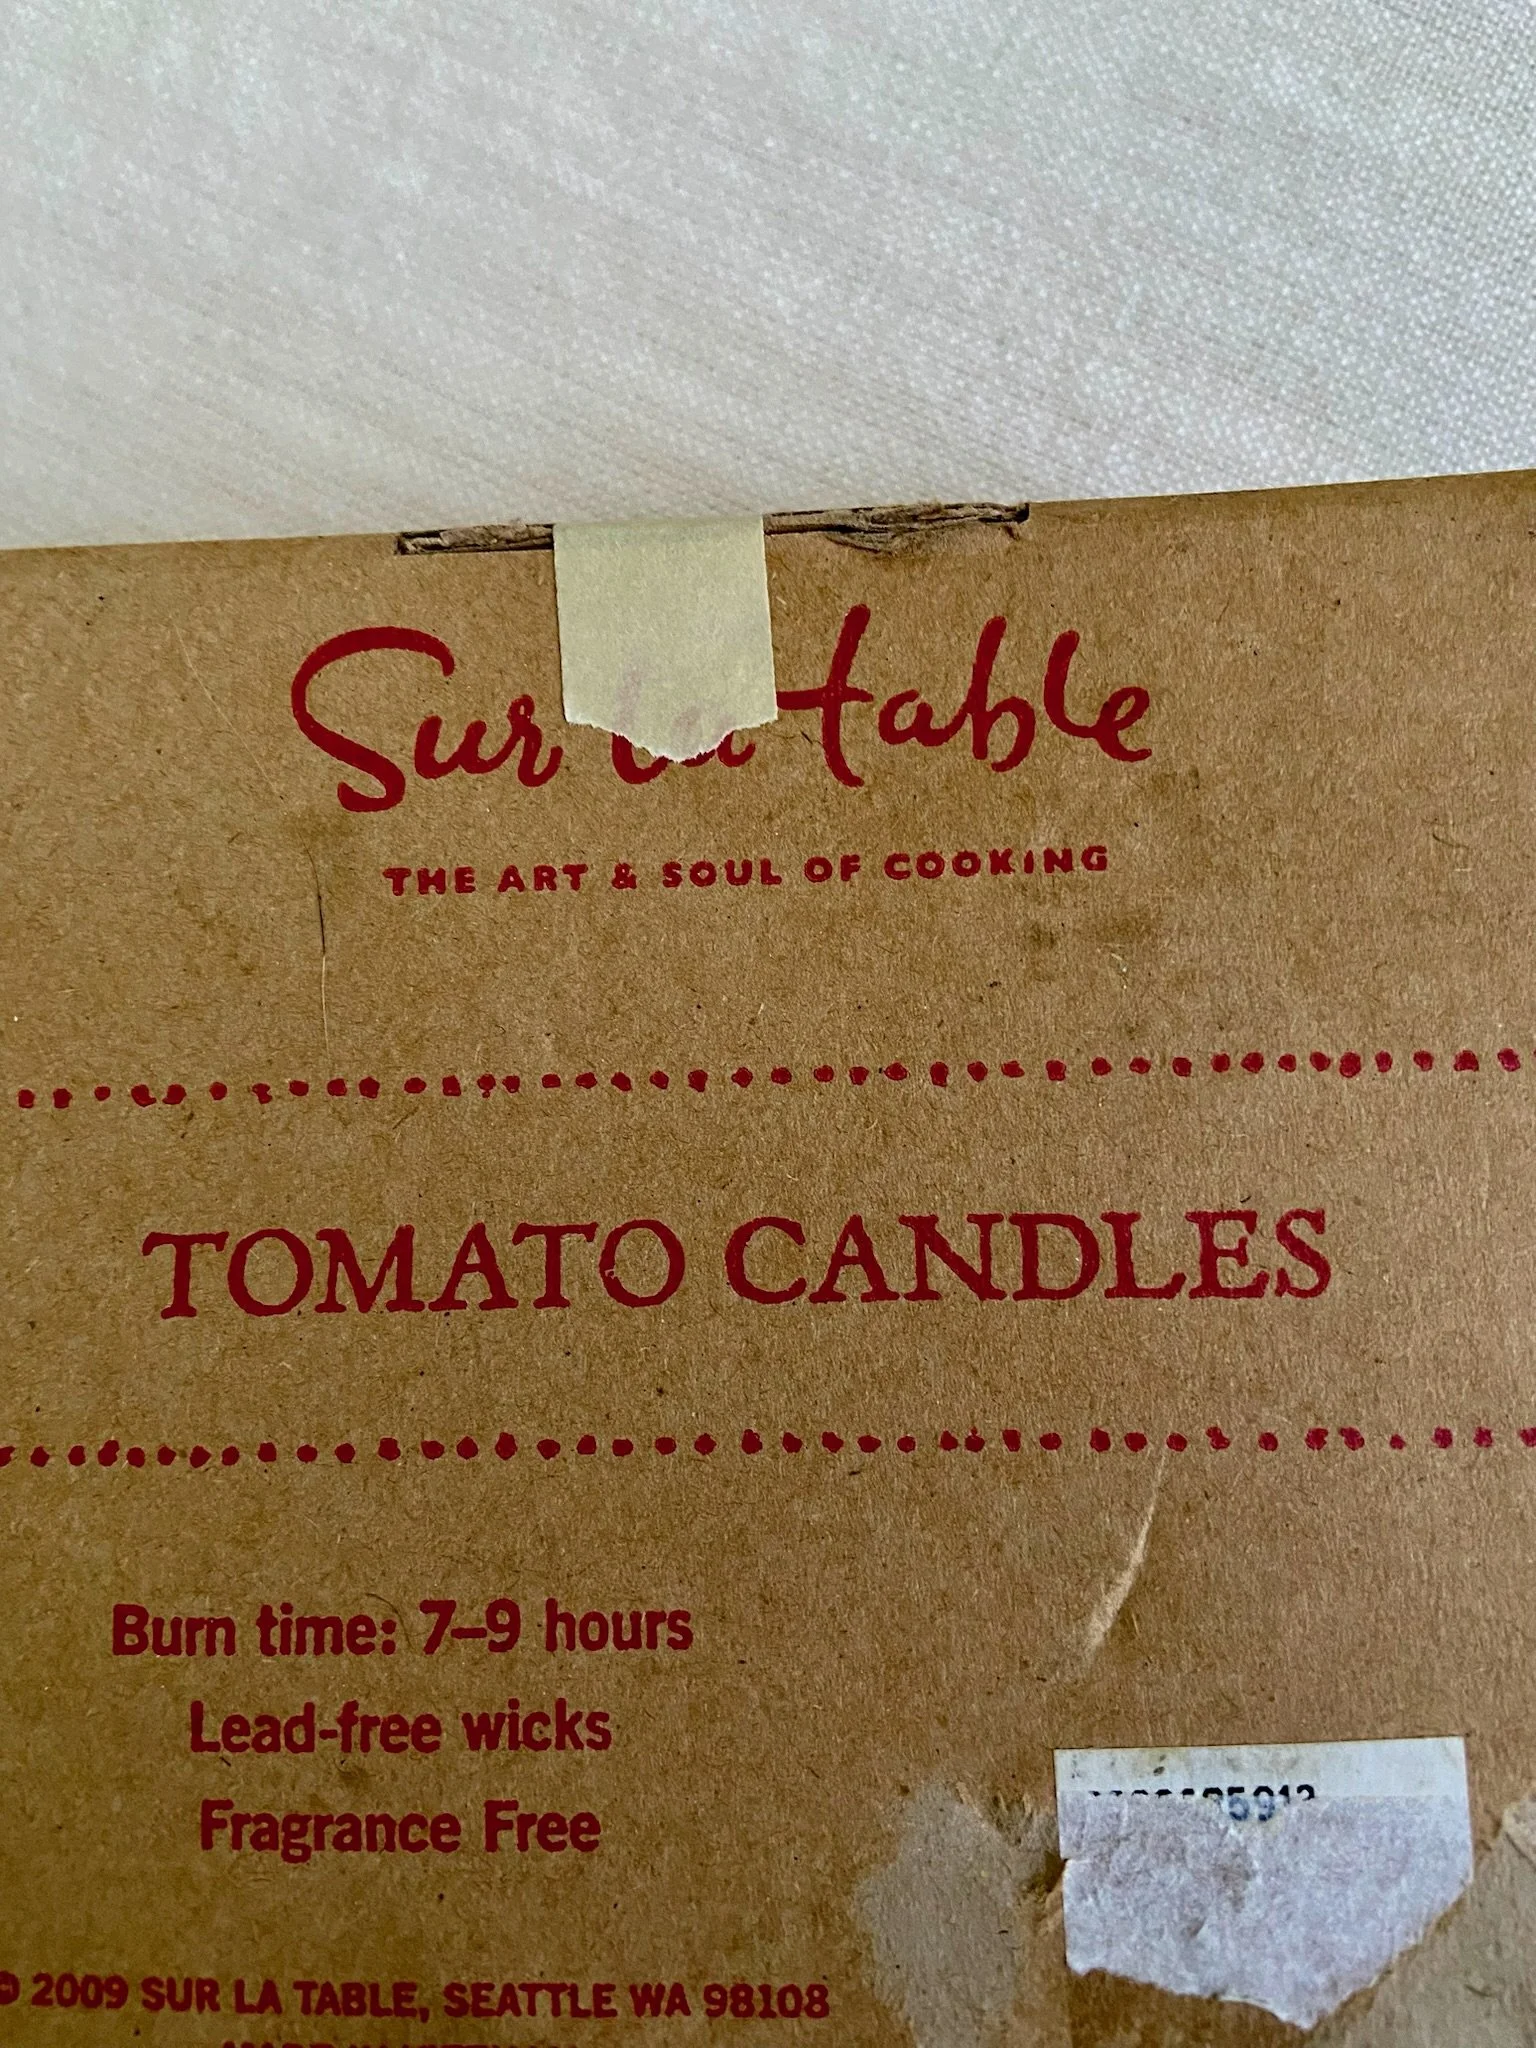 Sur la table
THE ART & SOUL OF COOKING
TOMATO CANDLES
Burn time: 7–9 hours
Lead-free wicks
Fragrance Free
© 2009 SUR LA TABLE, SEATTLE WA 98108